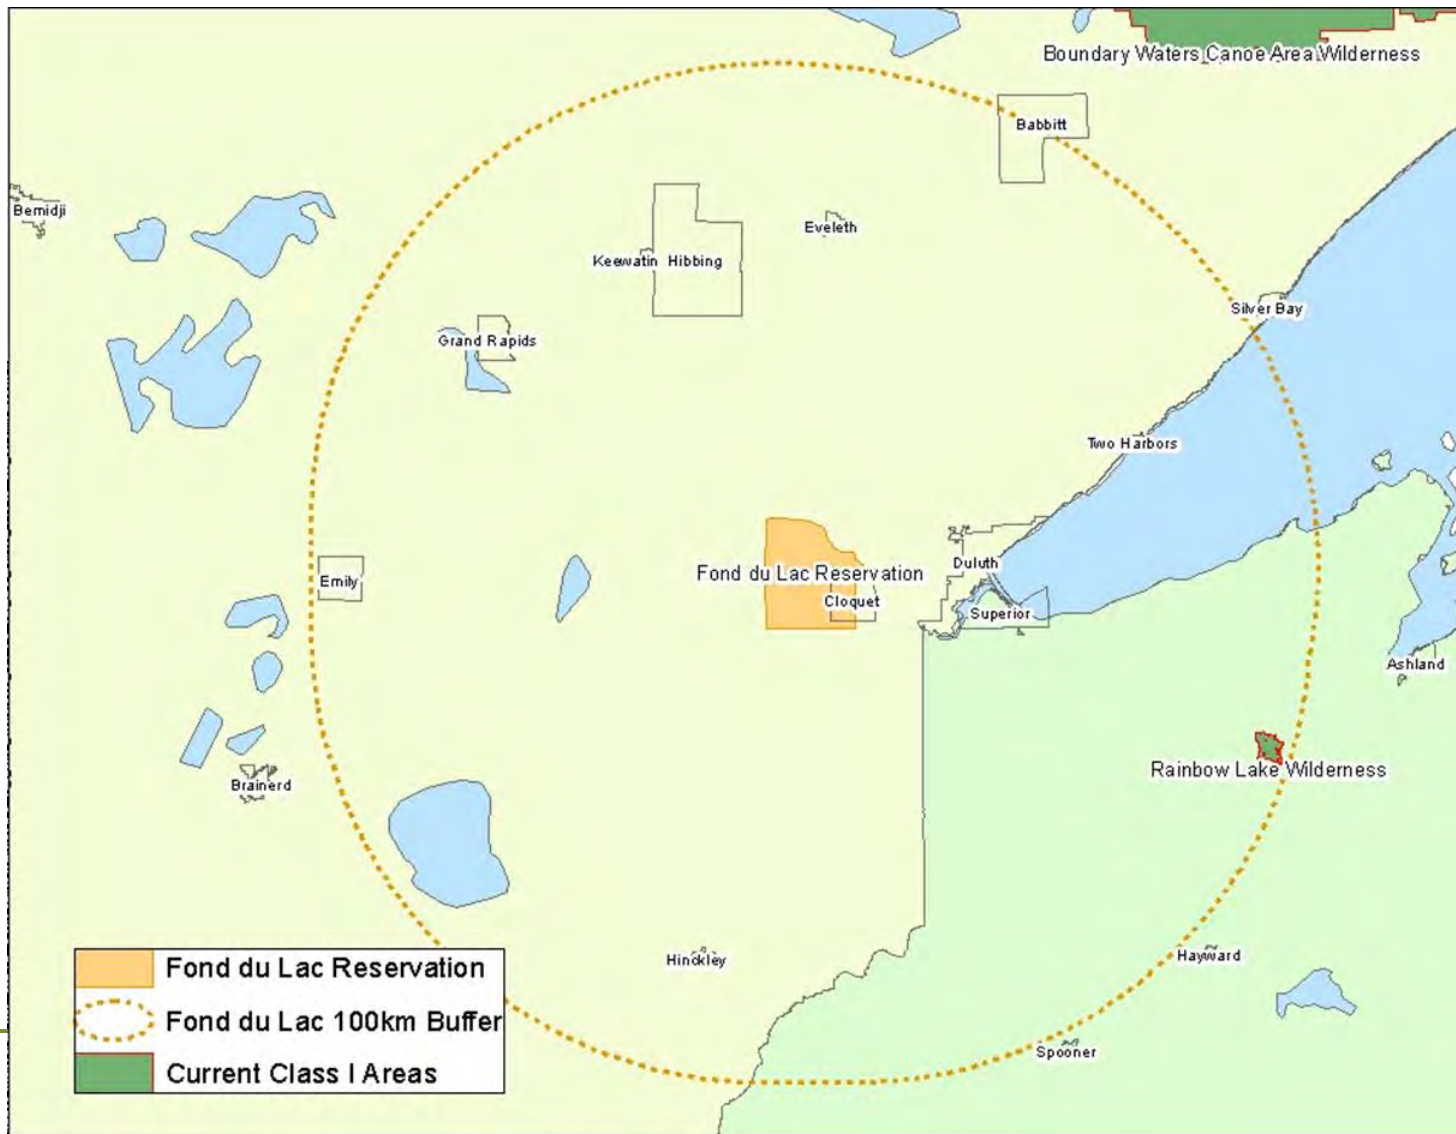 Boundary Waters Canoe Area Wilderness
Babbitt
Bemidji
Eveleth
Keewatin Hibbing
Silver Bay
Grand Rapids
Two Harbors
Duluth
Fond du Lac Reservation
Emily
Cloquet
Superior
Ashland
Rainbow Lake Wilderness
Brainerd
Hinckley
Hayward
Spooner
Fond du Lac Reservation
Fond du Lac 100km Buffer
Current Class I Areas